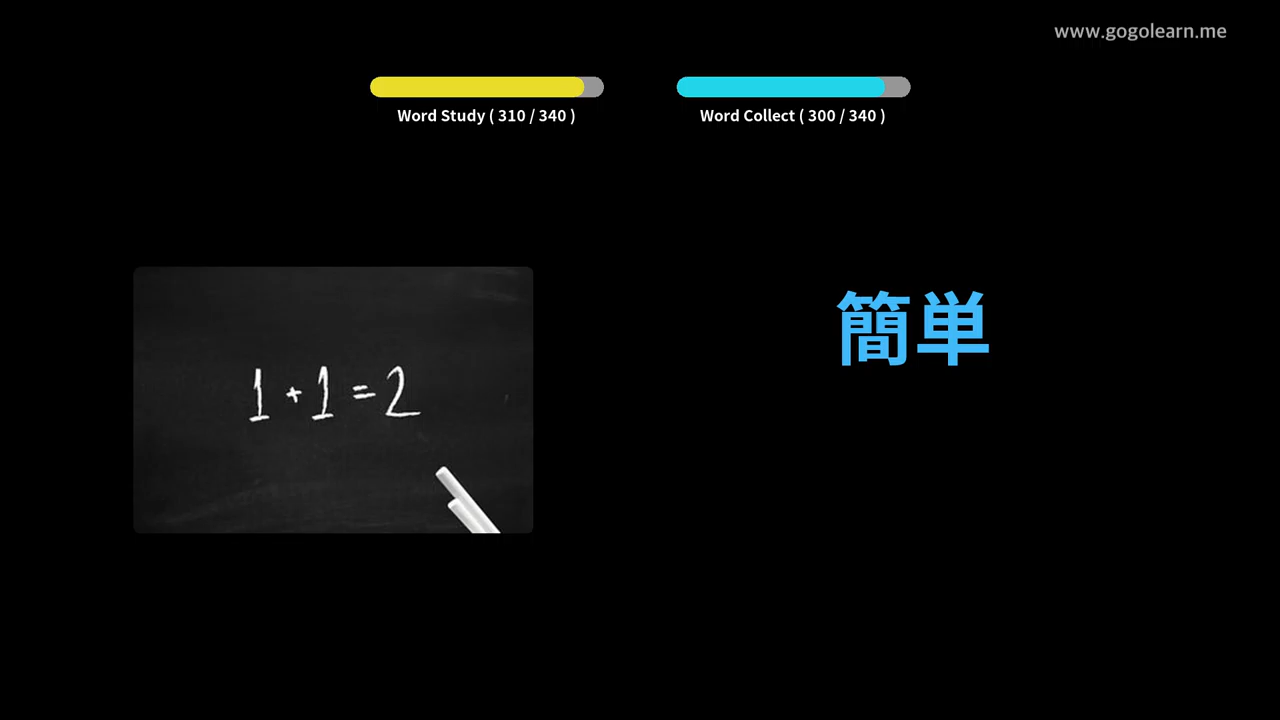 www.gogolearn.me
Word Study ( 310 / 340 )
Word Collect ( 300 / 340 )
簡単
1 + 1 = 2